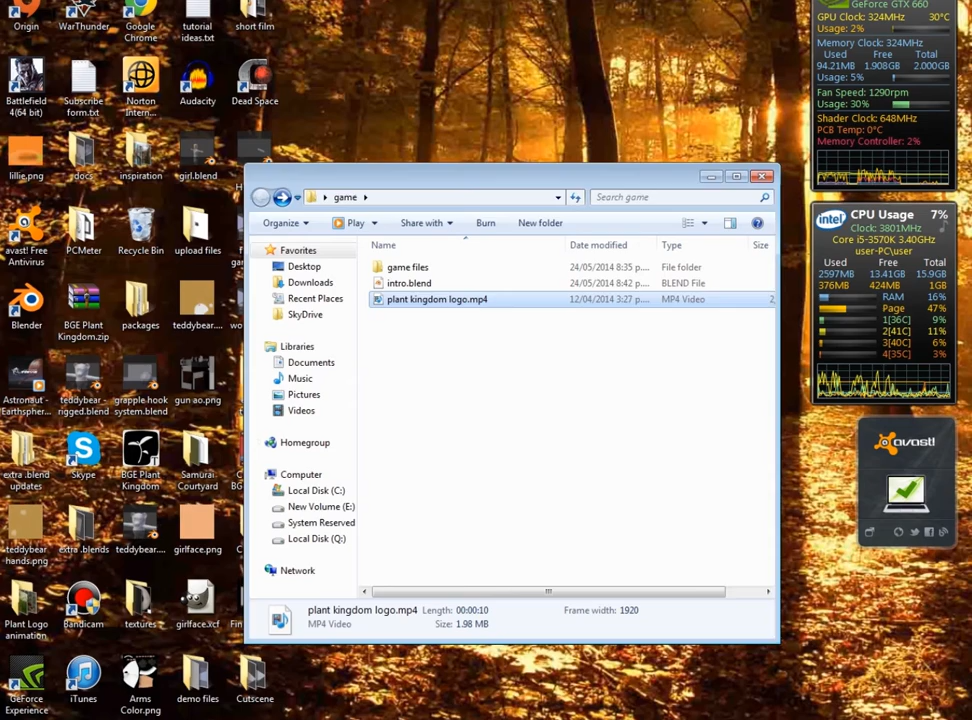 Origin
WarThunder
Google
Chrome
tutorial
ideas.txt
short film
Battlefield
4(64 bit)
Subscribe
form.txt
Norton
Intern...
Audacity
Dead Space
lillie.png
docs
inspiration
girl.blend
avast! Free
Antivirus
PCMeter
Recycle Bin
upload files
Blender
BGE Plant
Kingdom.zip
packages
teddybear....
Astronaut -
Earthspher...
teddybear -
rigged.blend
grapple.hook
system.blend
gun ao.png
extra .blend
updates
Skype
BGE Plant
Kingdom
Samurai
Courtyard
teddybear
hands.png
extra .blends
teddybear....
girlface.png
Plant Logo
animation
Bandicam
textures
girlface.xcf
GeForce
Experience
iTunes
Arms
Color.png
demo files
Cutscene
game
Search game
Organize
Play
Share with
Burn
New folder
Favorites
Desktop
Downloads
Recent Places
SkyDrive
Libraries
Documents
Music
Pictures
Videos
Homegroup
Computer
Local Disk (C:)
New Volume (E:)
System Reserved
Local Disk (Q:)
Network
Name Date modified Type Size
game files 24/05/2014 8:35 p.... File folder
intro.blend 24/05/2014 8:42 p.... BLEND File
plant kingdom logo.mp4 12/04/2014 3:27 p.... MP4 Video 2,
plant kingdom logo.mp4 Length: 00:00:10 Frame width: 1920
MP4 Video Size: 1.98 MB
GeForce GTX 660
GPU Clock: 324MHz 30°C
Usage: 2%
Memory Clock: 324MHz
Used Free Total
94.21MB 1.908GB 2.000GB
Usage: 5%
Fan Speed: 1290rpm
Usage: 30%
Shader Clock: 648MHz
PCB Temp: 0°C
Memory Controller: 2%
intel CPU Usage 7%
Clock: 3801MHz
Core i5-3570K 3.40GHz
user-PC\user
Used Free Total
2597MB 13.41GB 15.9GB
376MB 424MB 1GB
RAM 16%
Page 47%
1[36C] 9%
2[41C] 11%
3[40C] 6%
4[35C] 3%
avast!